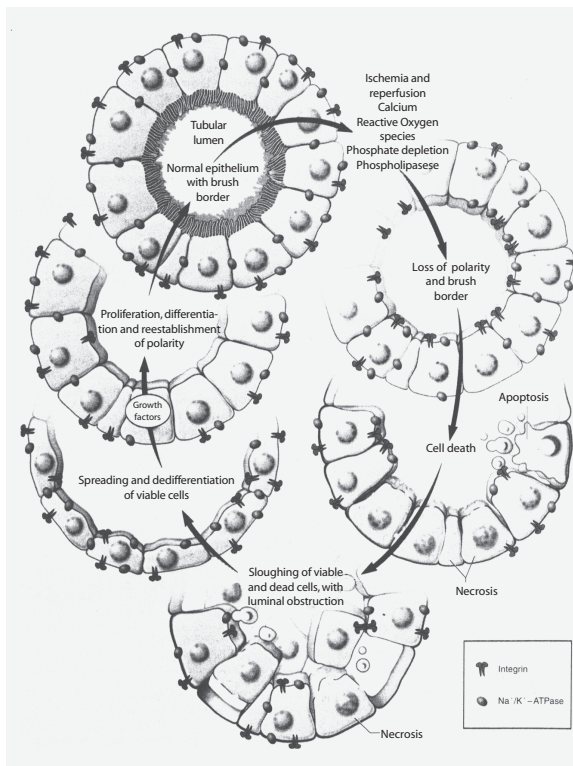 Ischemia and
reperfusion
Calcium
Reactive Oxygen
species
Phosphate depletion
Phospholipasese
Tubular
lumen
Normal epithelium
with brush
border
Loss of polarity
and brush
border
Proliferation, differentia-
tion and reestablishment
of polarity
Growth
factors
Apoptosis
Cell death
Spreading and dedifferentiation
of viable cells
Necrosis
Sloughing of viable
and dead cells, with
luminal obstruction
Integrin
Na⁺/K⁺–ATPase
Necrosis